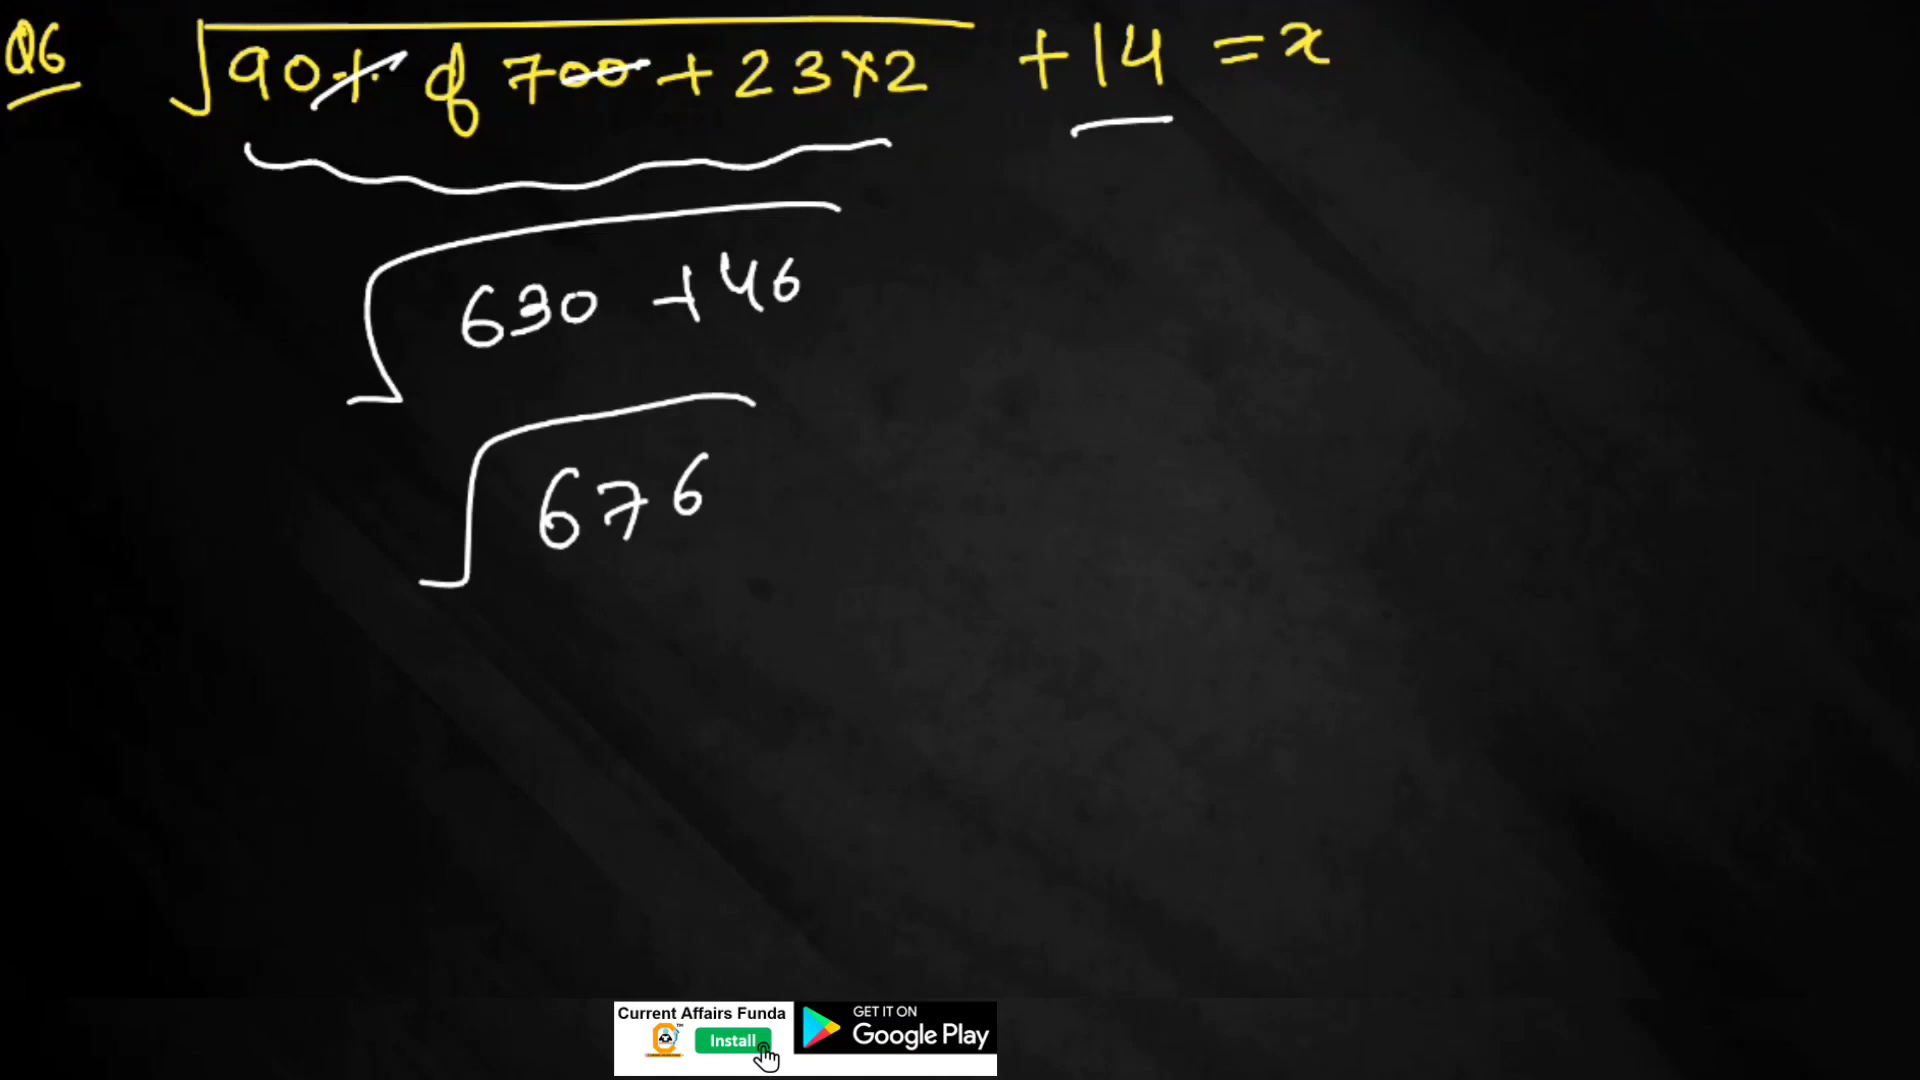 Q6 √90% of 700 + 23×2 +14 = x
√630 +46
√676
Current Affairs Funda
Install
GET IT ON
Google Play